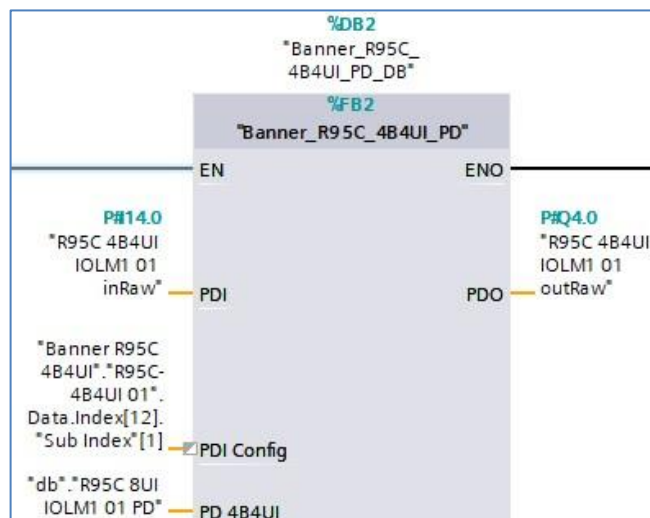 %DB2
"Banner_R95C_
4B4UI_PD_DB"
%FB2
"Banner_R95C_4B4UI_PD"
EN
ENO
P#I14.0
"R95C 4B4UI
IOLM1 01
inRaw"
PDI
P#Q4.0
"R95C 4B4UI
IOLM1 01
outRaw"
PDO
"Banner R95C
4B4UI"."R95C-
4B4UI 01".
Data.Index[12].
"Sub Index"[1]
PDI Config
"db"."R95C 8UI
IOLM1 01 PD"
PD 4B4UI